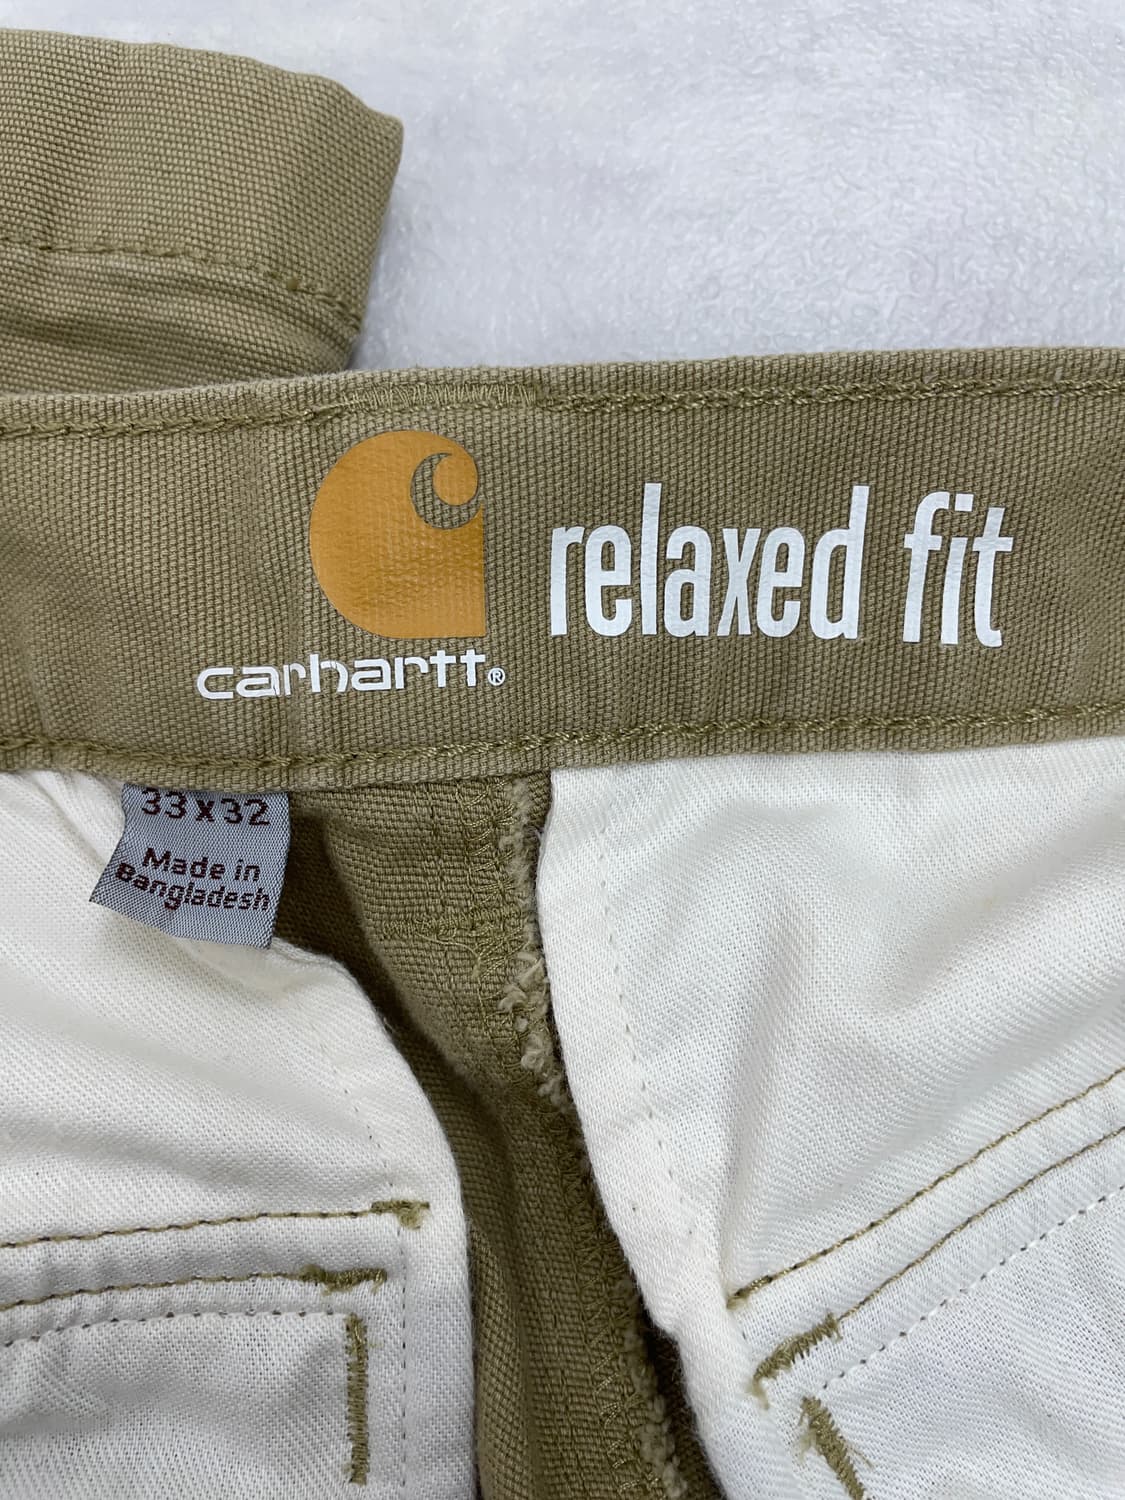 relaxed fit
carhartt®
33 x 32
Made in
Bangladesh